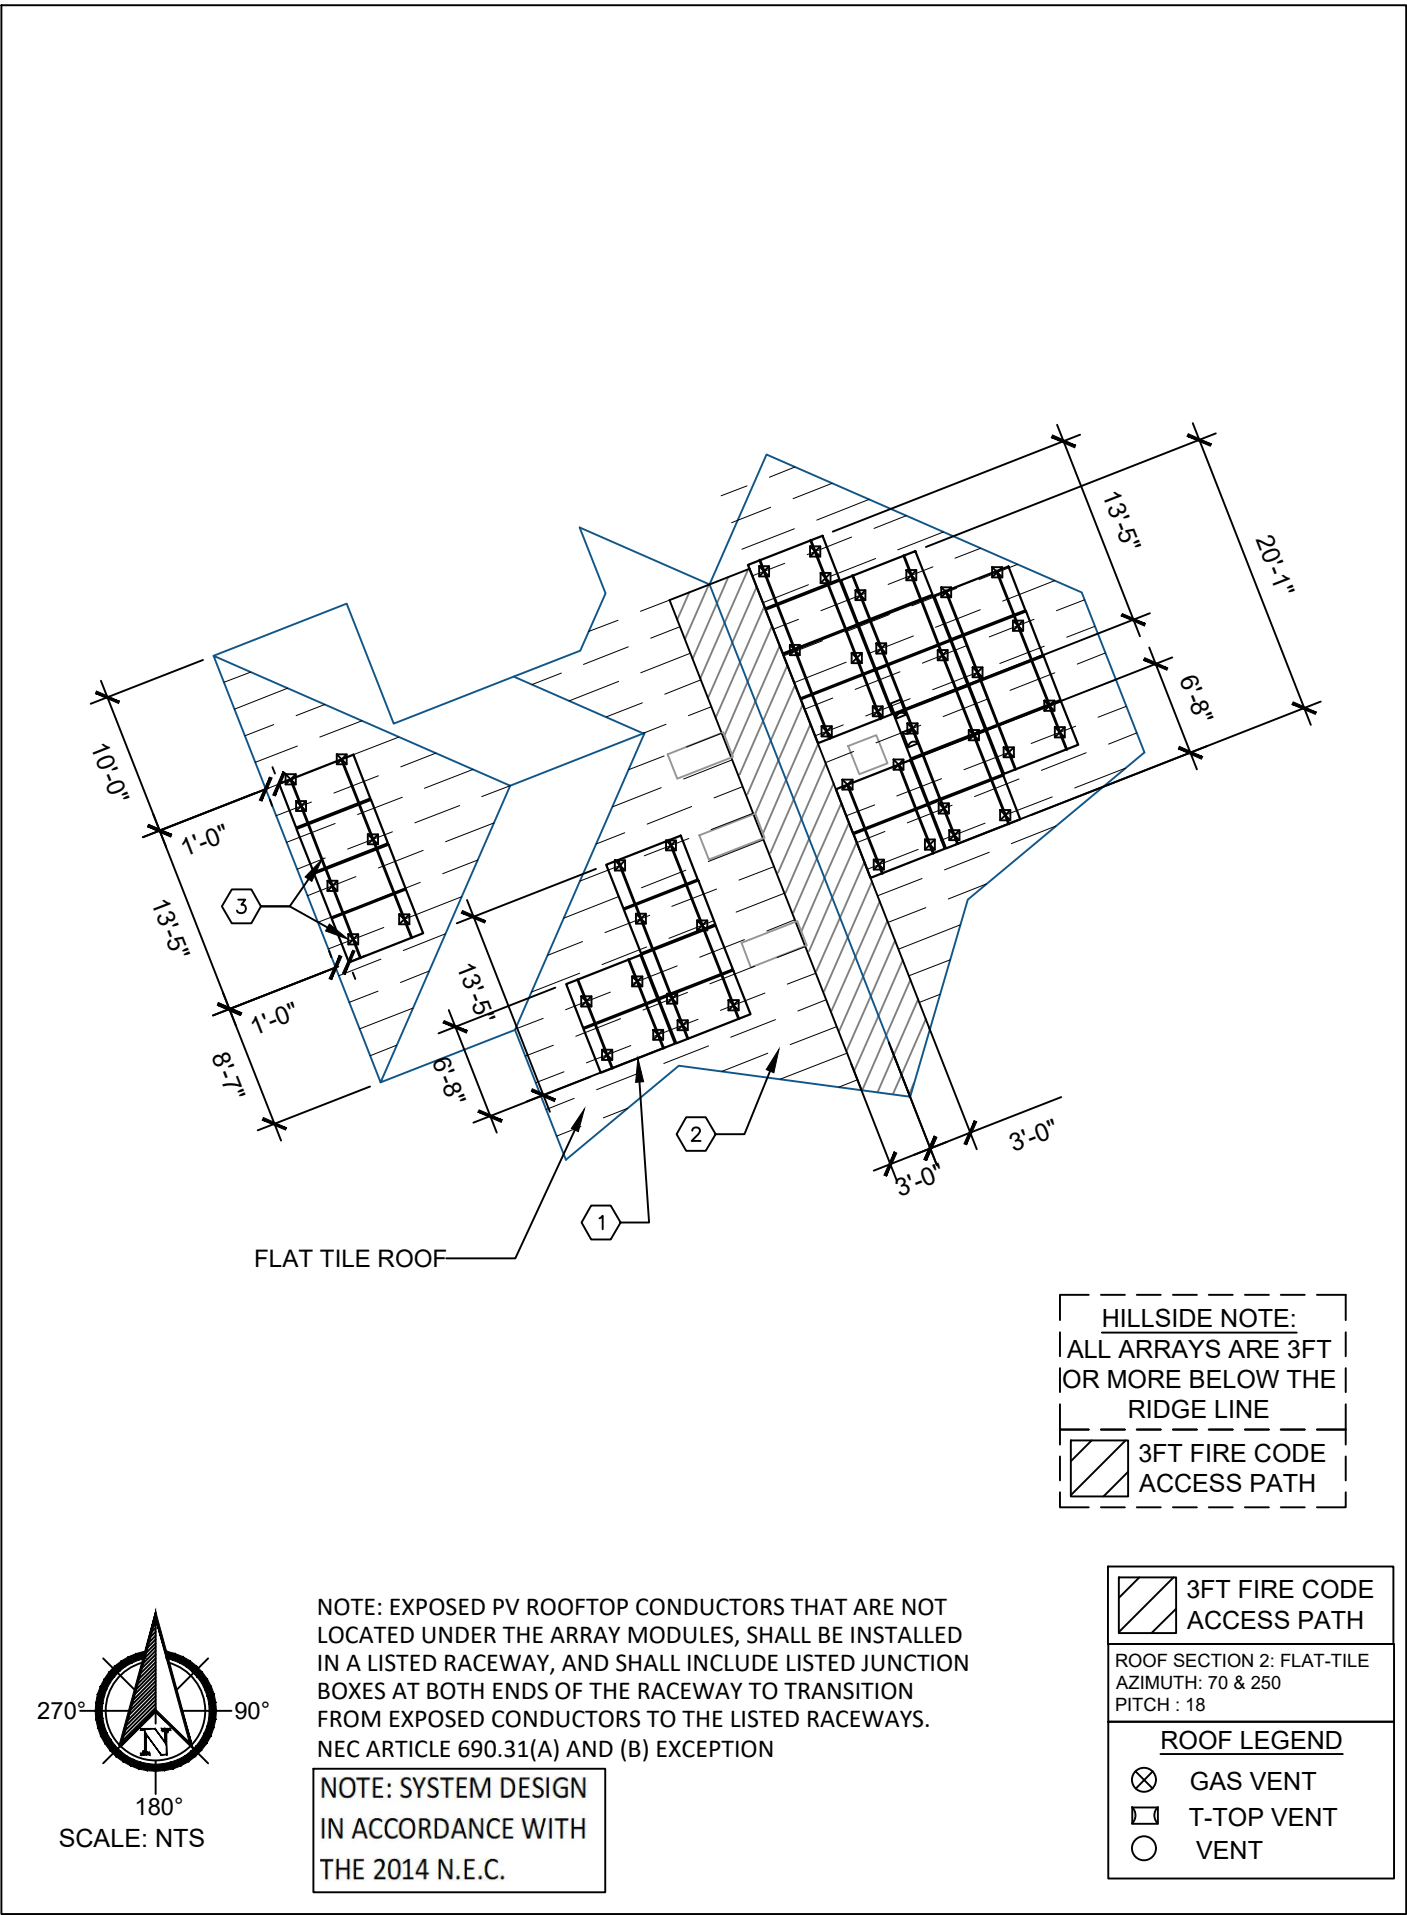 13'-5"
20'-1"
6'-8"
10'-0"
1'-0"
3
13'-5"
1'-0"
8'-7"
13'-5"
6'-8"
2
3'-0"
3'-0"
1
FLAT TILE ROOF
HILLSIDE NOTE:
ALL ARRAYS ARE 3FT
OR MORE BELOW THE
RIDGE LINE
3FT FIRE CODE
ACCESS PATH
270°
90°
N
180°
SCALE: NTS
NOTE: EXPOSED PV ROOFTOP CONDUCTORS THAT ARE NOT
LOCATED UNDER THE ARRAY MODULES, SHALL BE INSTALLED
IN A LISTED RACEWAY, AND SHALL INCLUDE LISTED JUNCTION
BOXES AT BOTH ENDS OF THE RACEWAY TO TRANSITION
FROM EXPOSED CONDUCTORS TO THE LISTED RACEWAYS.
NEC ARTICLE 690.31(A) AND (B) EXCEPTION
NOTE: SYSTEM DESIGN
IN ACCORDANCE WITH
THE 2014 N.E.C.
3FT FIRE CODE
ACCESS PATH
ROOF SECTION 2: FLAT-TILE
AZIMUTH: 70 & 250
PITCH : 18
ROOF LEGEND
GAS VENT
T-TOP VENT
VENT